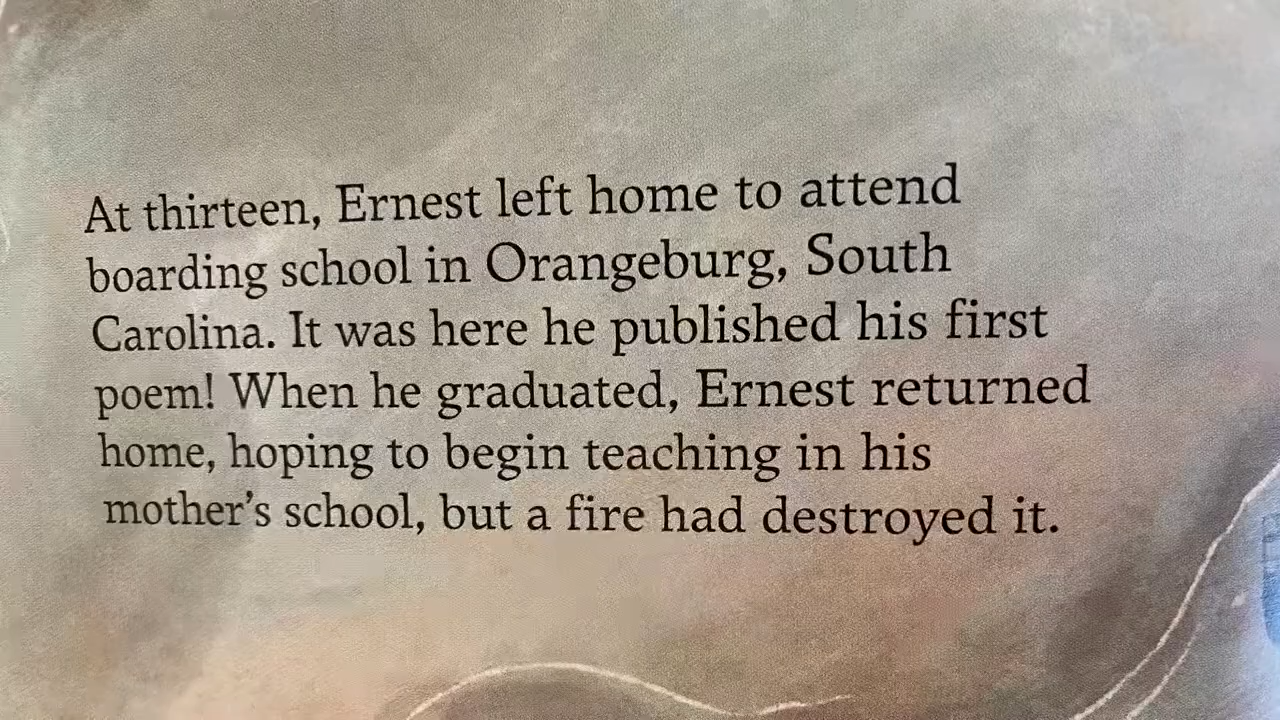 At thirteen, Ernest left home to attend
boarding school in Orangeburg, South
Carolina. It was here he published his first
poem! When he graduated, Ernest returned
home, hoping to begin teaching in his
mother's school, but a fire had destroyed it.